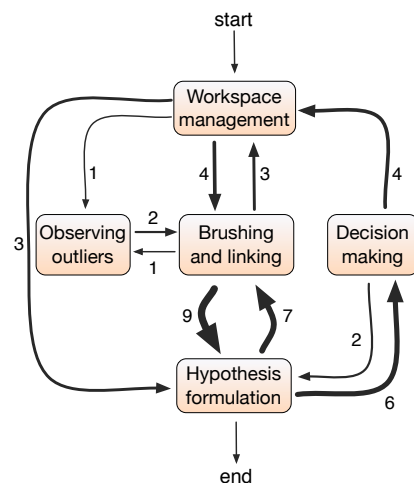 start
Workspace
management
1
4
3
4
3
Observing
outliers
2
1
Brushing
and linking
Decision
making
9
7
2
6
Hypothesis
formulation
end